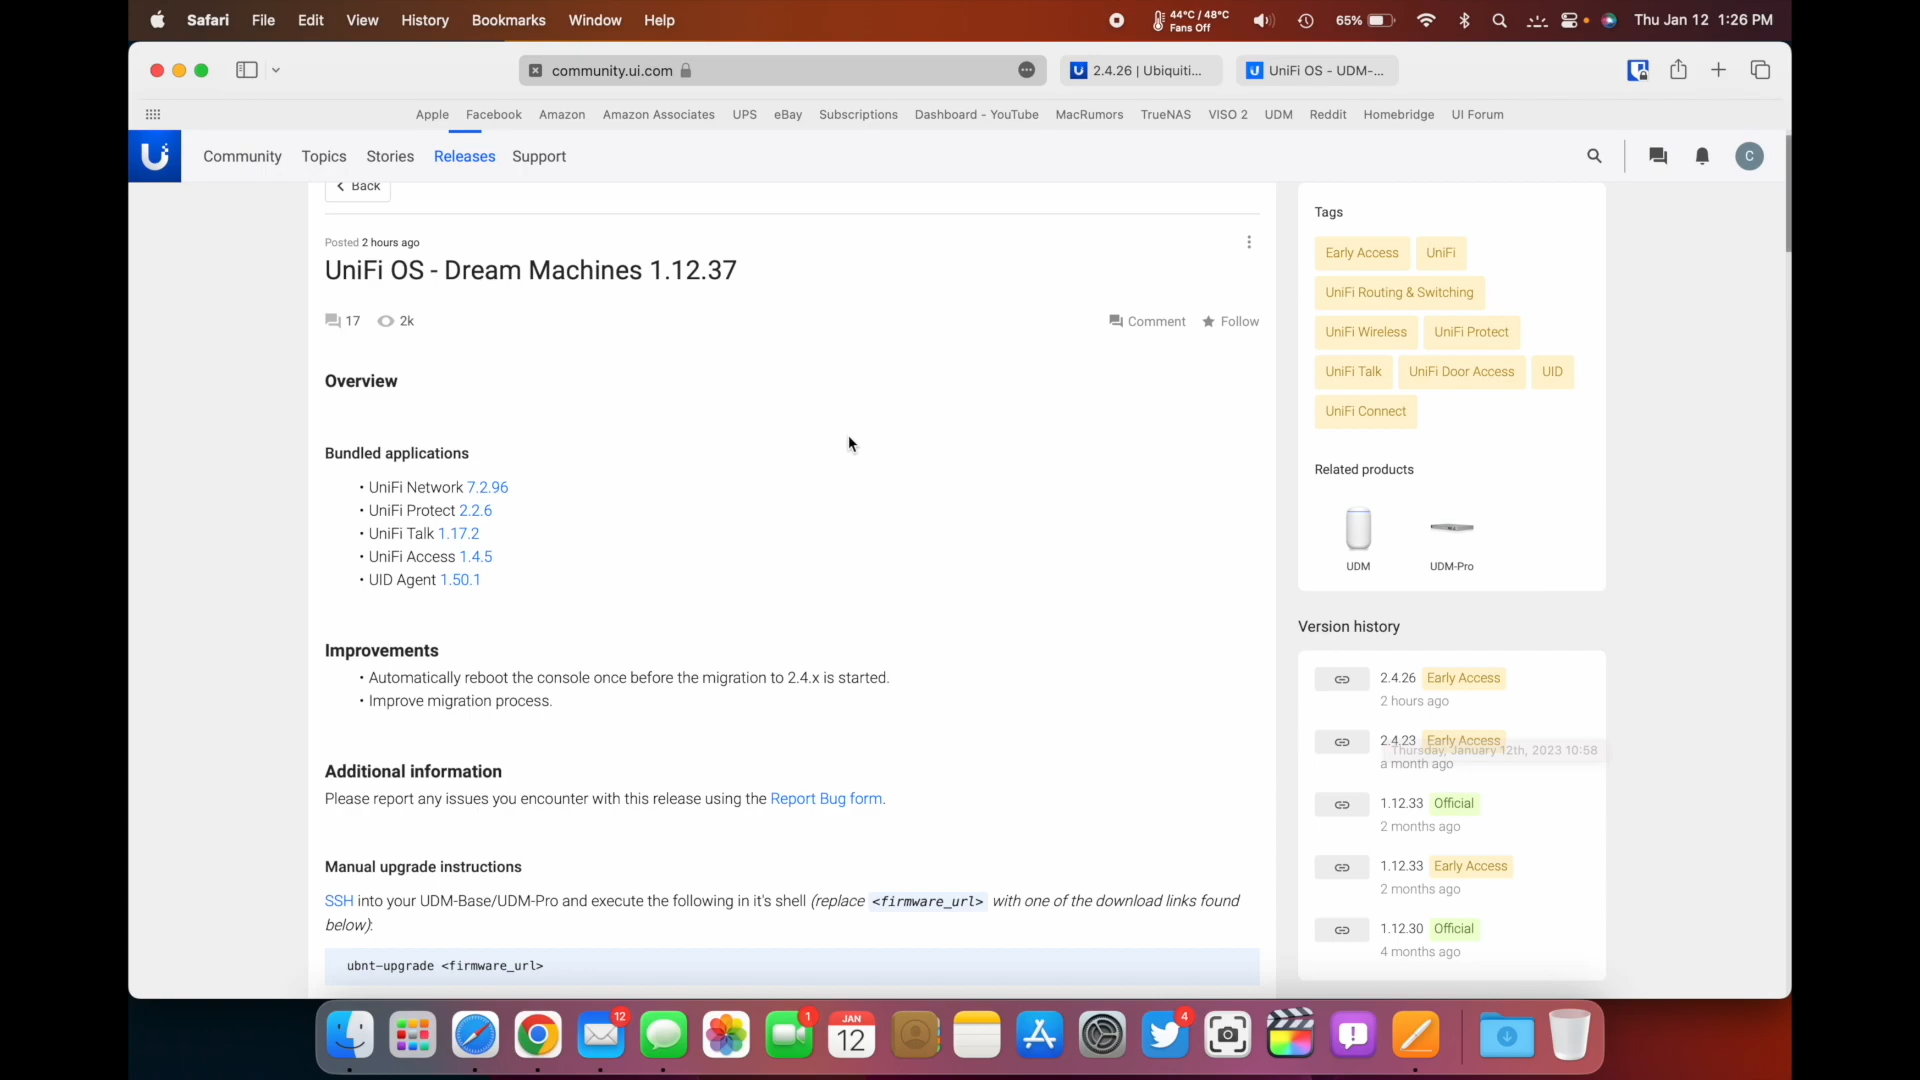 Safari File Edit View History Bookmarks Window Help
44°C / 48°C
Fans Off
65%
Thu Jan 12 1:26 PM
community.ui.com
2.4.26 | Ubiquiti...
UniFi OS - UDM-...
Apple Facebook Amazon Amazon Associates UPS eBay Subscriptions Dashboard - YouTube MacRumors TrueNAS VISO 2 UDM Reddit Homebridge UI Forum
Community Topics Stories Releases Support
C
Back
Posted 2 hours ago
UniFi OS - Dream Machines 1.12.37
17 2k
Comment Follow
Overview
Bundled applications
• UniFi Network 7.2.96
• UniFi Protect 2.2.6
• UniFi Talk 1.17.2
• UniFi Access 1.4.5
• UID Agent 1.50.1
Improvements
• Automatically reboot the console once before the migration to 2.4.x is started.
• Improve migration process.
Additional information
Please report any issues you encounter with this release using the Report Bug form.
Manual upgrade instructions
SSH into your UDM-Base/UDM-Pro and execute the following in it's shell (replace <firmware_url> with one of the download links found
below):
ubnt-upgrade <firmware_url>
Tags
Early Access UniFi
UniFi Routing & Switching
UniFi Wireless UniFi Protect
UniFi Talk UniFi Door Access UID
UniFi Connect
Related products
UDM UDM-Pro
Version history
2.4.26 Early Access
2 hours ago
2.4.23 Early Access
Thursday, January 12th, 2023 10:58
a month ago
1.12.33 Official
2 months ago
1.12.33 Early Access
2 months ago
1.12.30 Official
4 months ago
12
1
JAN
12
4